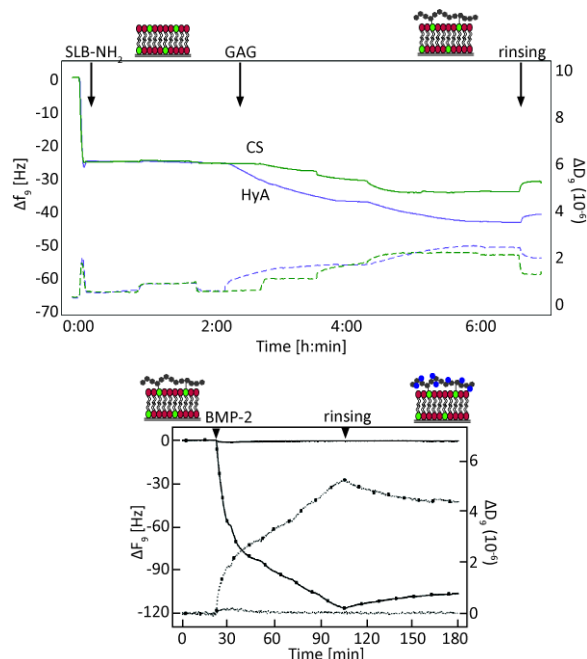 SLB-NH2 GAG rinsing
0 10
-10 8
-20
CS 6
-30
HyA
-40 4
-50
2
-60
0
-70
Δf9 [Hz]
ΔD9 (10-6)
0:00 2:00 4:00 6:00
Time [h:min]
BMP-2 rinsing
0
6
-30
4
-60
2
-90
-120 0
ΔF9 [Hz]
ΔD9 (10-6)
0 30 60 90 120 150 180
Time [min]